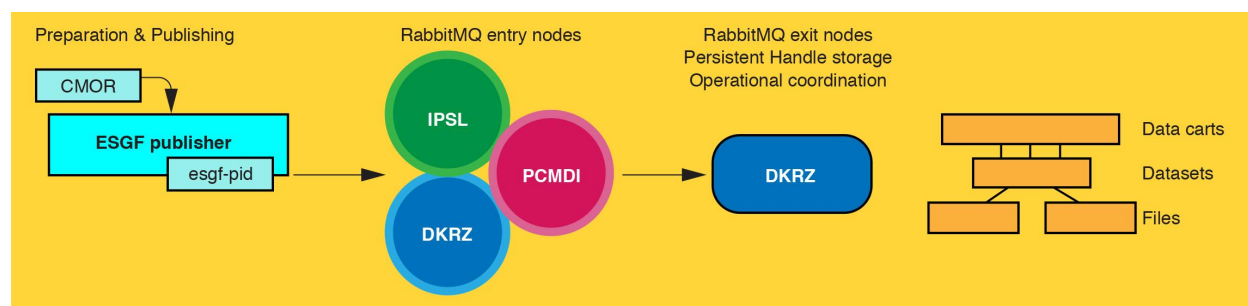 Preparation & Publishing
CMOR
ESGF publisher
esgf-pid
RabbitMQ entry nodes
IPSL
PCMDI
DKRZ
RabbitMQ exit nodes
Persistent Handle storage
Operational coordination
DKRZ
Data carts
Datasets
Files